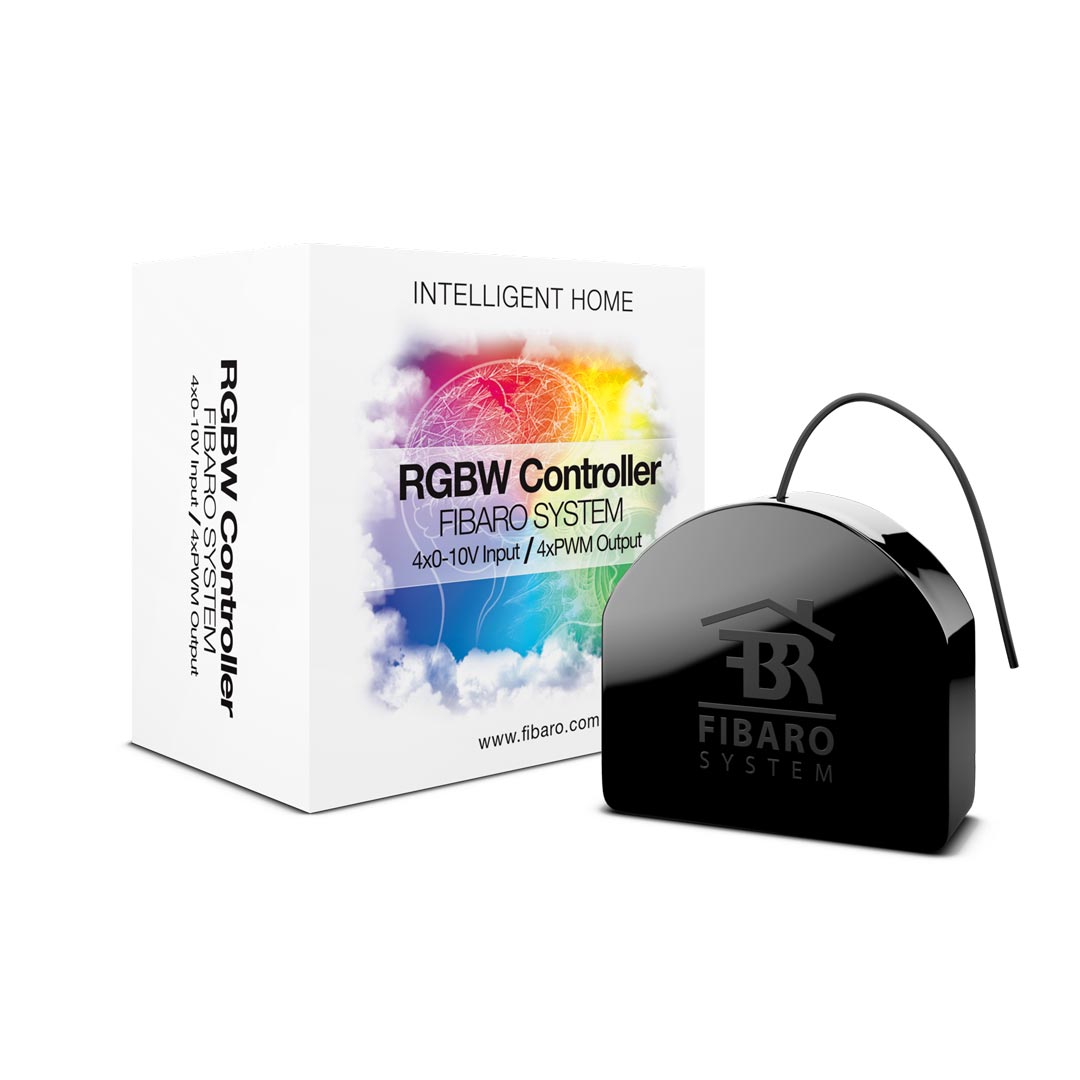 INTELLIGENT HOME
RGBW Controller
FIBARO SYSTEM
4x0-10V Input / 4xPWM Output
www.fibaro.com
RGBW Controller
FIBARO SYSTEM
4x0-10V Input / 4xPWM Output
FBR
FIBARO
SYSTEM